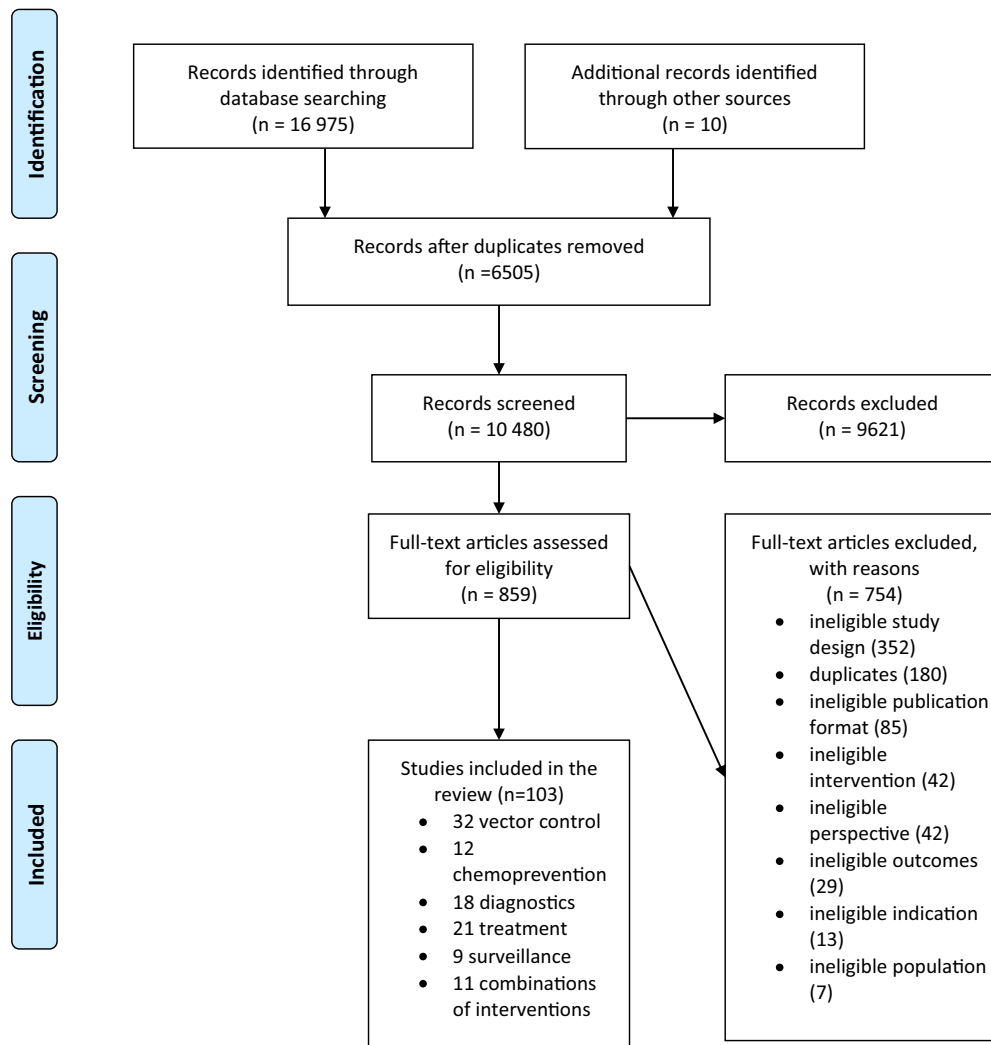 Identification
Records identified through
database searching
(n = 16 975)
Additional records identified
through other sources
(n = 10)
Records after duplicates removed
(n =6505)
Screening
Records screened
(n = 10 480)
Records excluded
(n = 9621)
Eligibility
Full-text articles assessed
for eligibility
(n = 859)
Full-text articles excluded,
with reasons
(n = 754)
• ineligible study
design (352)
• duplicates (180)
• ineligible publication
format (85)
• ineligible
intervention (42)
• ineligible
perspective (42)
• ineligible outcomes
(29)
• ineligible indication
(13)
• ineligible population
(7)
Included
Studies included in the
review (n=103)
• 32 vector control
• 12
chemoprevention
• 18 diagnostics
• 21 treatment
• 9 surveillance
• 11 combinations
of interventions